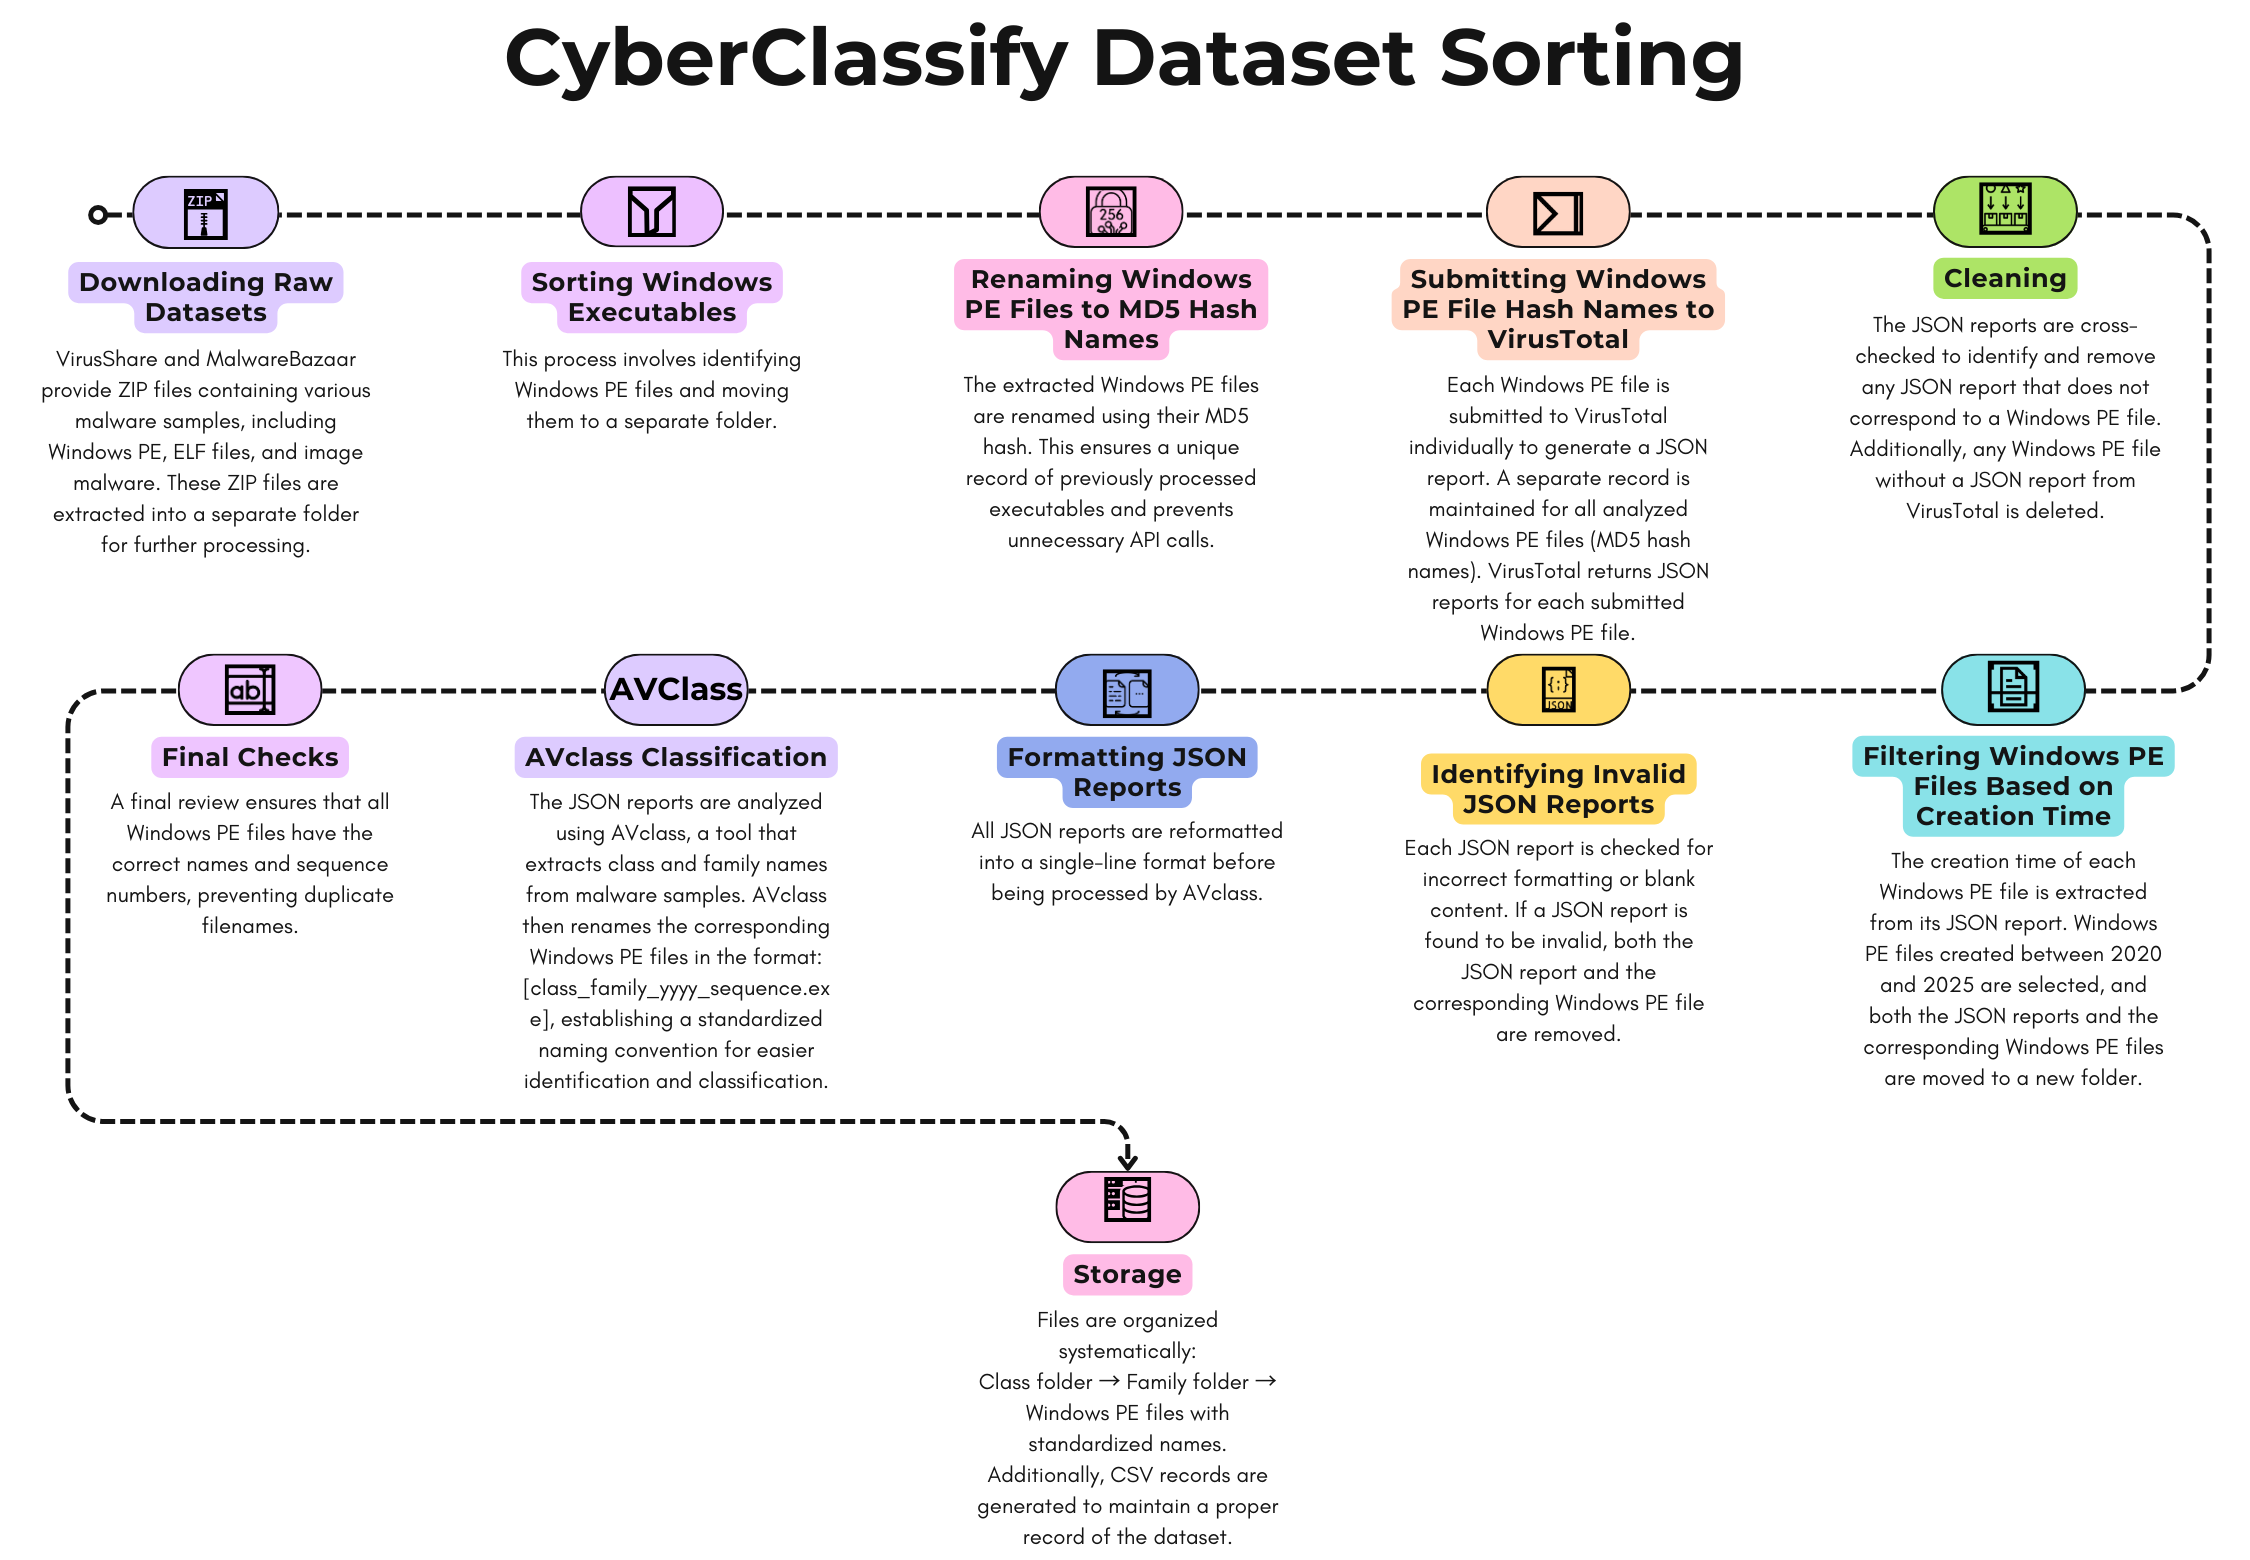 CyberClassify Dataset Sorting
ZIP
Downloading Raw
Datasets
VirusShare and MalwareBazaar
provide ZIP files containing various
malware samples, including
Windows PE, ELF files, and image
malware. These ZIP files are
extracted into a separate folder
for further processing.
Sorting Windows
Executables
This process involves identifying
Windows PE files and moving
them to a separate folder.
256
Renaming Windows
PE Files to MD5 Hash
Names
The extracted Windows PE files
are renamed using their MD5
hash. This ensures a unique
record of previously processed
executables and prevents
unnecessary API calls.
Submitting Windows
PE File Hash Names to
VirusTotal
Each Windows PE file is
submitted to VirusTotal
individually to generate a JSON
report. A separate record is
maintained for all analyzed
Windows PE files (MD5 hash
names). VirusTotal returns JSON
reports for each submitted
Windows PE file.
Cleaning
The JSON reports are cross-
checked to identify and remove
any JSON report that does not
correspond to a Windows PE file.
Additionally, any Windows PE file
without a JSON report from
VirusTotal is deleted.
Filtering Windows PE
Files Based on
Creation Time
The creation time of each
Windows PE file is extracted
from its JSON report. Windows
PE files created between 2020
and 2025 are selected, and
both the JSON reports and the
corresponding Windows PE files
are moved to a new folder.
{:}
JSON
Identifying Invalid
JSON Reports
Each JSON report is checked for
incorrect formatting or blank
content. If a JSON report is
found to be invalid, both the
JSON report and the
corresponding Windows PE file
are removed.
Formatting JSON
Reports
All JSON reports are reformatted
into a single-line format before
being processed by AVclass.
AVClass
AVclass Classification
The JSON reports are analyzed
using AVclass, a tool that
extracts class and family names
from malware samples. AVclass
then renames the corresponding
Windows PE files in the format:
[class_family_yyyy_sequence.ex
e], establishing a standardized
naming convention for easier
identification and classification.
ab
Final Checks
A final review ensures that all
Windows PE files have the
correct names and sequence
numbers, preventing duplicate
filenames.
Storage
Files are organized
systematically:
Class folder → Family folder →
Windows PE files with
standardized names.
Additionally, CSV records are
generated to maintain a proper
record of the dataset.